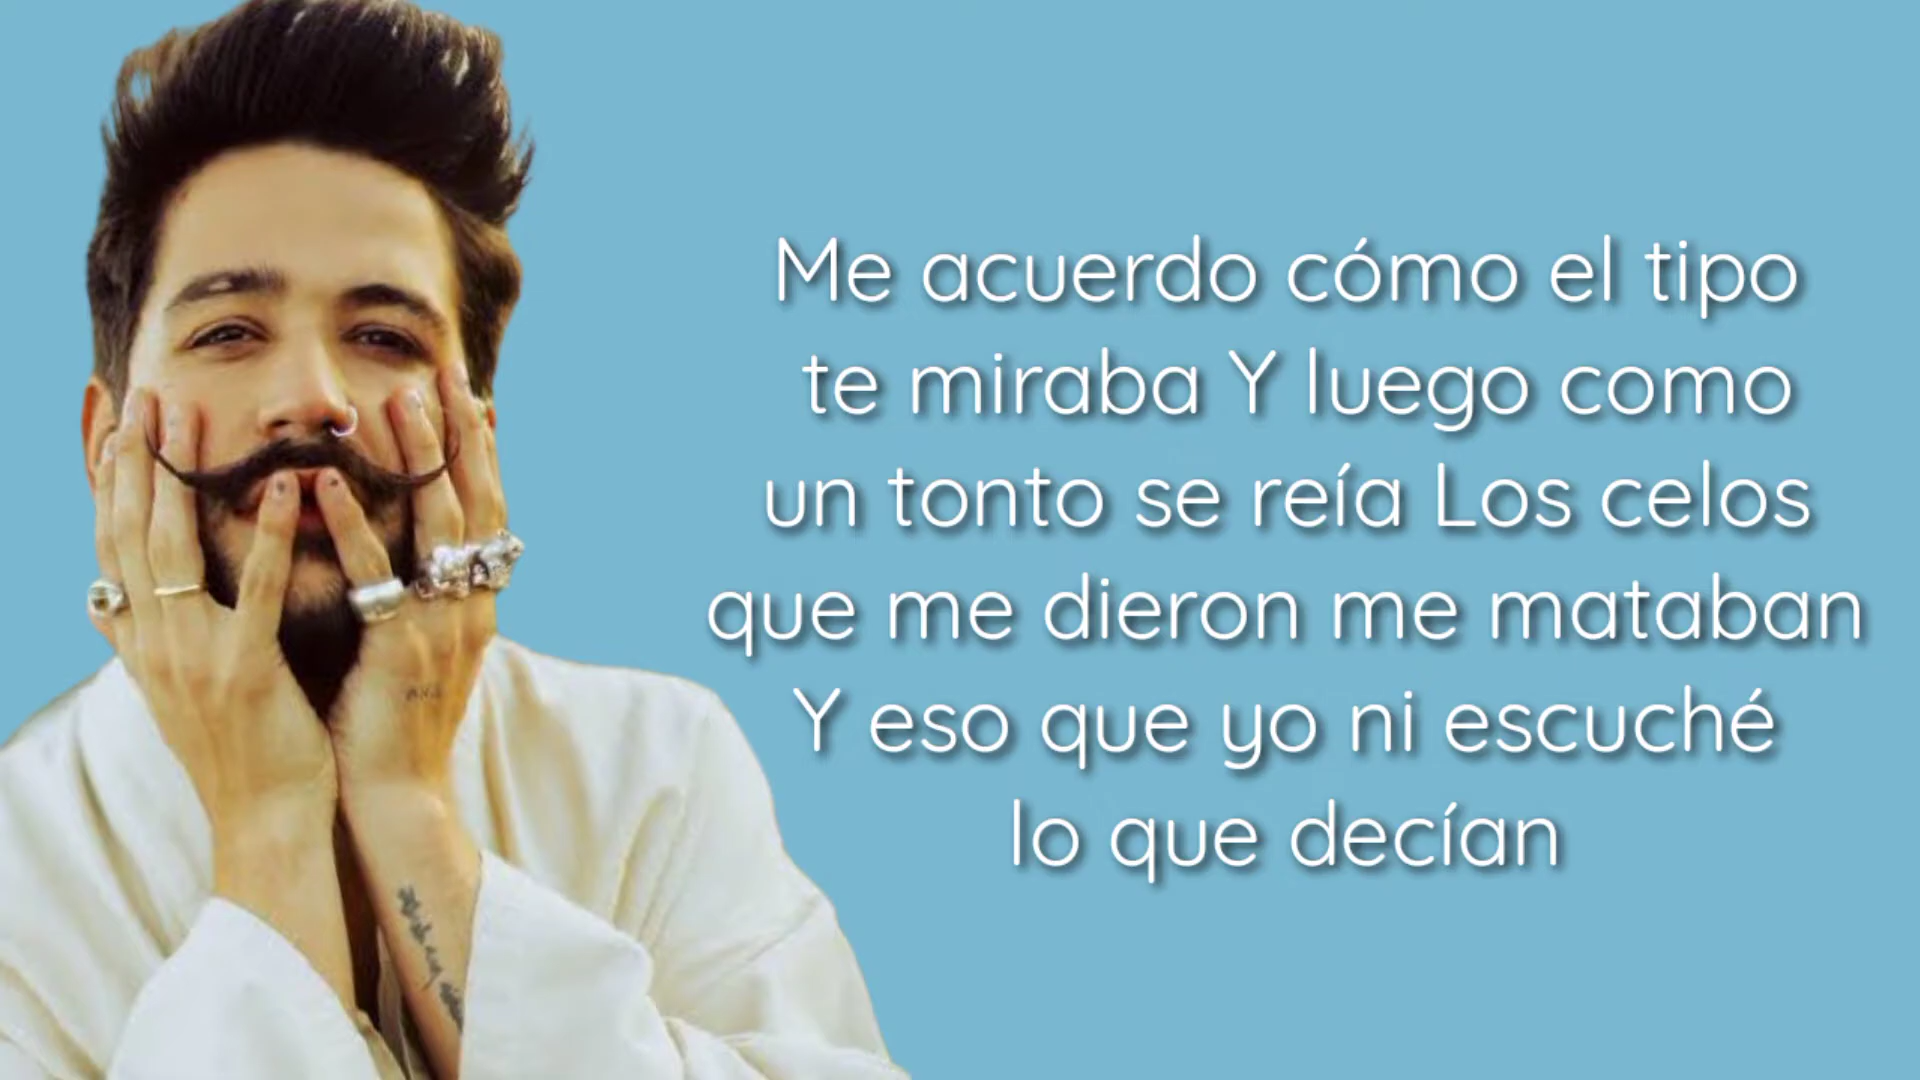 Me acuerdo cómo el tipo
te miraba Y luego como
un tonto se reía Los celos
que me dieron me mataban
Y eso que yo ni escuché
lo que decían